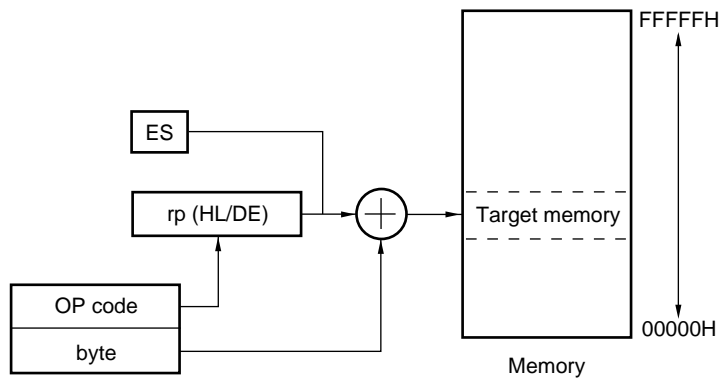 FFFFFH
ES
rp (HL/DE)
Target memory
OP code
byte
00000H
Memory